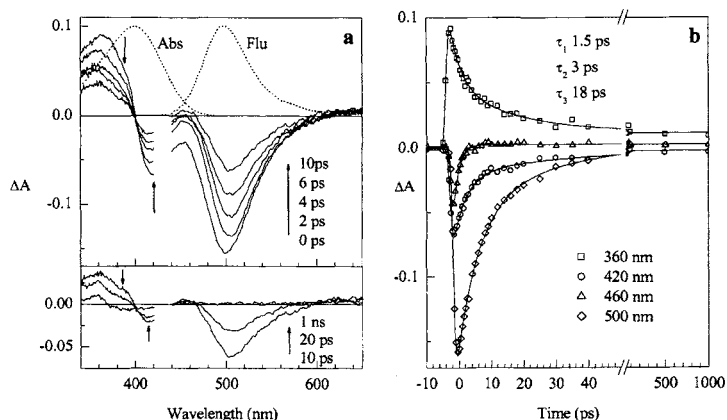 0.1
0.0
-0.1
ΔA
Abs
Flu
a
10ps
6 ps
4 ps
2 ps
0 ps
0.00
-0.05
1 ns
20 ps
10 ps
400 500 600
Wavelength (nm)
0.1
0.0
-0.1
ΔA
b
τ1 1.5 ps
τ2 3 ps
τ3 18 ps
360 nm
420 nm
460 nm
500 nm
-10 0 10 20 30 40 500 1000
Time (ps)